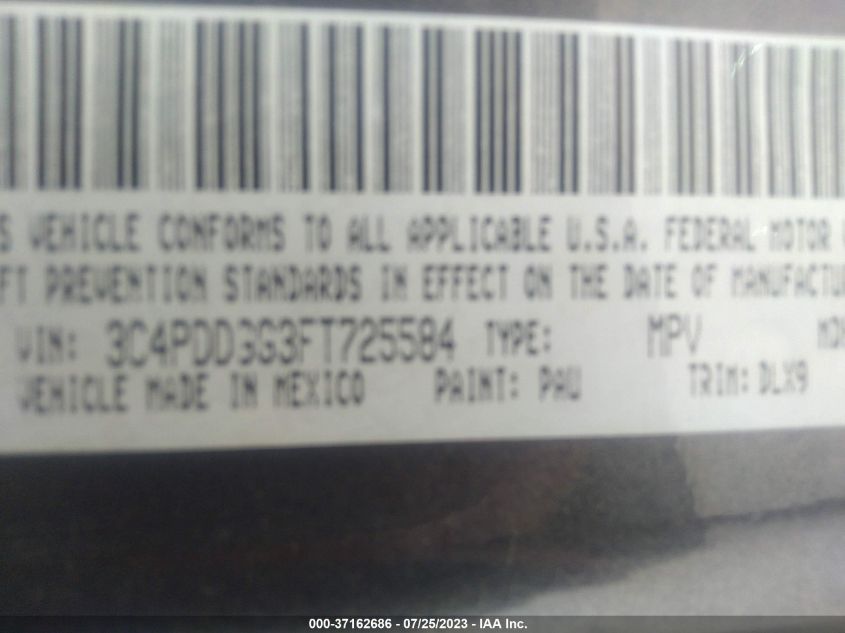 S VEHICLE CONFORMS TO ALL APPLICABLE U.S.A. FEDERAL MOTOR
FT PREVENTION STANDARDS IN EFFECT ON THE DATE OF MANUFACTU
VIN: 3C4PDDGG3FT725584 TYPE: MPV
VEHICLE MADE IN MEXICO PAINT: PAU TRIM: DLX9
000-37162686 - 07/25/2023 - IAA Inc.